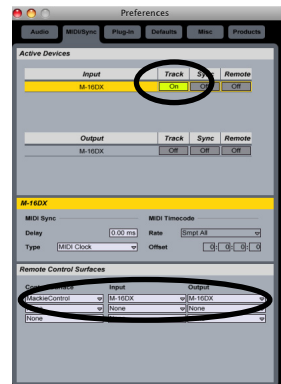 Preferences
Audio MIDI/Sync Plug-in Defaults Misc Products
Active Devices
Input Track Sync Remote
M-16DX On Off Off
Output Track Sync Remote
M-16DX Off Off Off
M-16DX
MIDI Sync MIDI Timecode
Delay 0.00 ms Rate Smpt All
Type MIDI Clock Offset 0: 0: 0: 0
Remote Control Surfaces
Control Surface Input Output
MackieControl M-16DX M-16DX
None None
None